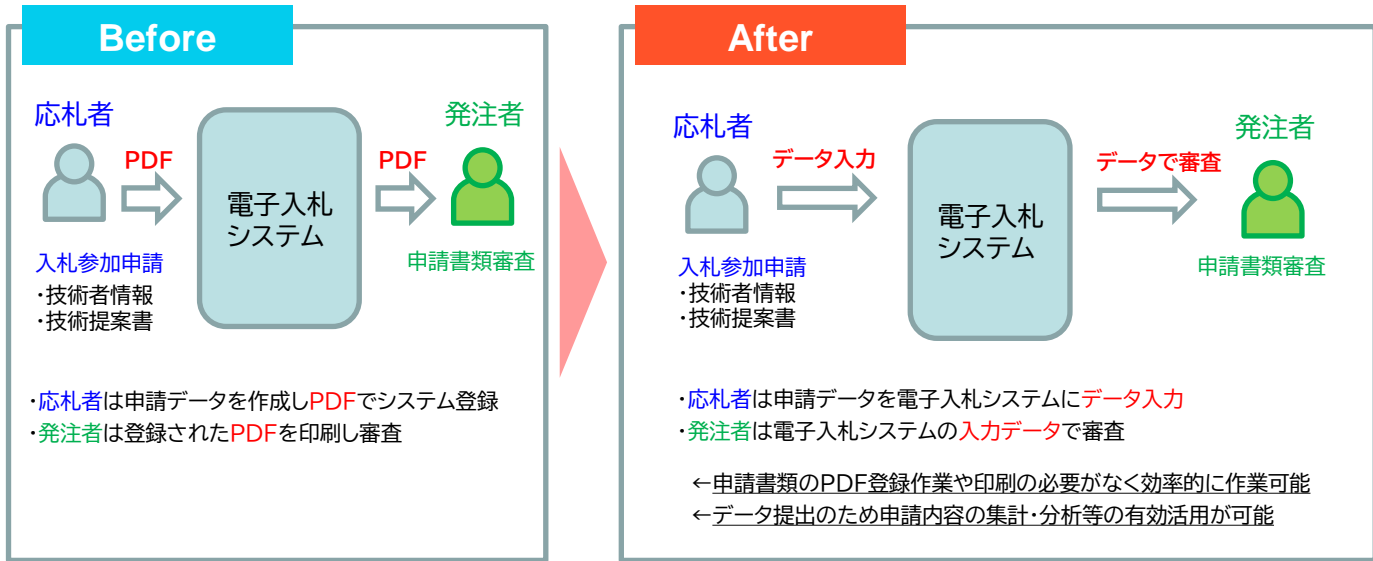 Before
応札者
発注者
PDF
PDF
電子入札
システム
入札参加申請
・技術者情報
・技術提案書
申請書類審査
・応札者は申請データを作成しPDFでシステム登録
・発注者は登録されたPDFを印刷し審査
After
応札者
発注者
データ入力
データで審査
電子入札
システム
入札参加申請
・技術者情報
・技術提案書
申請書類審査
・応札者は申請データを電子入札システムにデータ入力
・発注者は電子入札システムの入力データで審査
←申請書類のPDF登録作業や印刷の必要がなく効率的に作業可能
←データ提出のため申請内容の集計・分析等の有効活用が可能